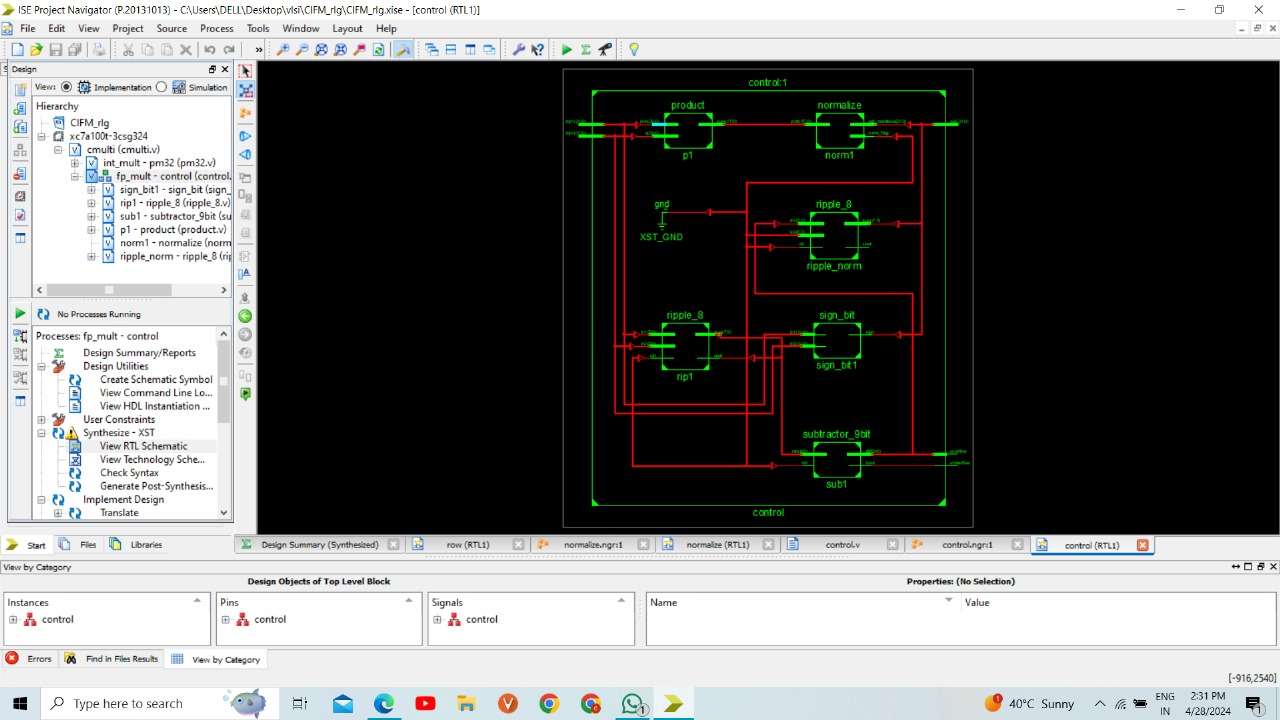 ISE Project Navigator (P.20131013) - C:\Users\DELL\Desktop\vlsi\CIFM_rlg\CIFM_rlg.xise - [control (RTL1)]
File Edit View Project Source Process Tools Window Layout Help
Design
View: Implementation Simulation
Hierarchy
CIFM_rlg
xc7a100t-3csg324
cmulti (cmulti.v)
int_mult - pm32 (pm32.v)
fp_mult - control (control.
sign_bit1 - sign_bit (sign_
rip1 - ripple_8 (ripple_8.v)
sub1 - subtractor_9bit (su
p1 - product (product.v)
norm1 - normalize (norm
ripple_norm - ripple_8 (rip
No Processes Running
Processes: fp_mult - control
Design Summary/Reports
Design Utilities
Create Schematic Symbol
View Command Line Lo...
View HDL Instantiation ...
User Constraints
Synthesize - XST
View RTL Schematic
View Technology Sche...
Check Syntax
Generate Post-Synthesis...
Implement Design
Translate
Start Files Libraries
control:1
product
p1
normalize
norm1
gnd
XST_GND
ripple_8
ripple_norm
ripple_8
rip1
sign_bit
sign_bit1
subtractor_9bit
sub1
control
Design Summary (Synthesized) row (RTL1) normalize.ngr:1 normalize (RTL1) control.v control.ngr:1 control (RTL1)
View by Category
Design Objects of Top Level Block Properties: (No Selection)
Instances Pins Signals Name Value
control control control
Errors Find in Files Results View by Category
[-916,2540]
Type here to search
1
40°C Sunny
ENG
IN
2:31 PM
4/28/2024
1